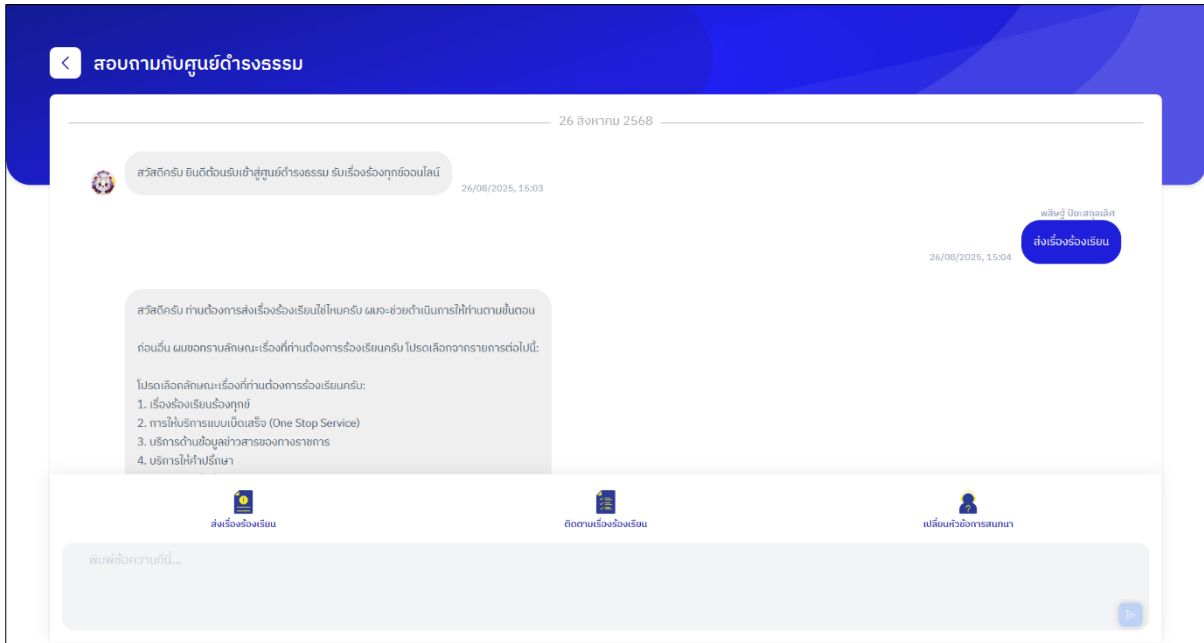 สอบถามกับศูนย์ดำรงธรรม
26 สิงหาคม 2568
สวัสดีครับ ยินดีต้อนรับเข้าสู่ศูนย์ดำรงธรรม รับเรื่องร้องทุกข์ออนไลน์
26/08/2025, 15:03
พสิษฐ์ ปิยะสกุลเลิศ
ส่งเรื่องร้องเรียน
26/08/2025, 15:04
สวัสดีครับ ท่านต้องการส่งเรื่องร้องเรียนใช่ไหมครับ ผมจะช่วยดำเนินการให้ท่านตามขั้นตอน
ก่อนอื่น ผมขอทราบลักษณะเรื่องที่ท่านต้องการร้องเรียนครับ โปรดเลือกจากรายการต่อไปนี้:
โปรดเลือกลักษณะเรื่องที่ท่านต้องการร้องเรียนครับ:
1. เรื่องร้องเรียนร้องทุกข์
2. การให้บริการแบบเบ็ดเสร็จ (One Stop Service)
3. บริการด้านข้อมูลข่าวสารของทางราชการ
4. บริการให้คำปรึกษา
ส่งเรื่องร้องเรียน
ติดตามเรื่องร้องเรียน
เปลี่ยนหัวข้อการสนทนา
พิมพ์ข้อความที่นี่...